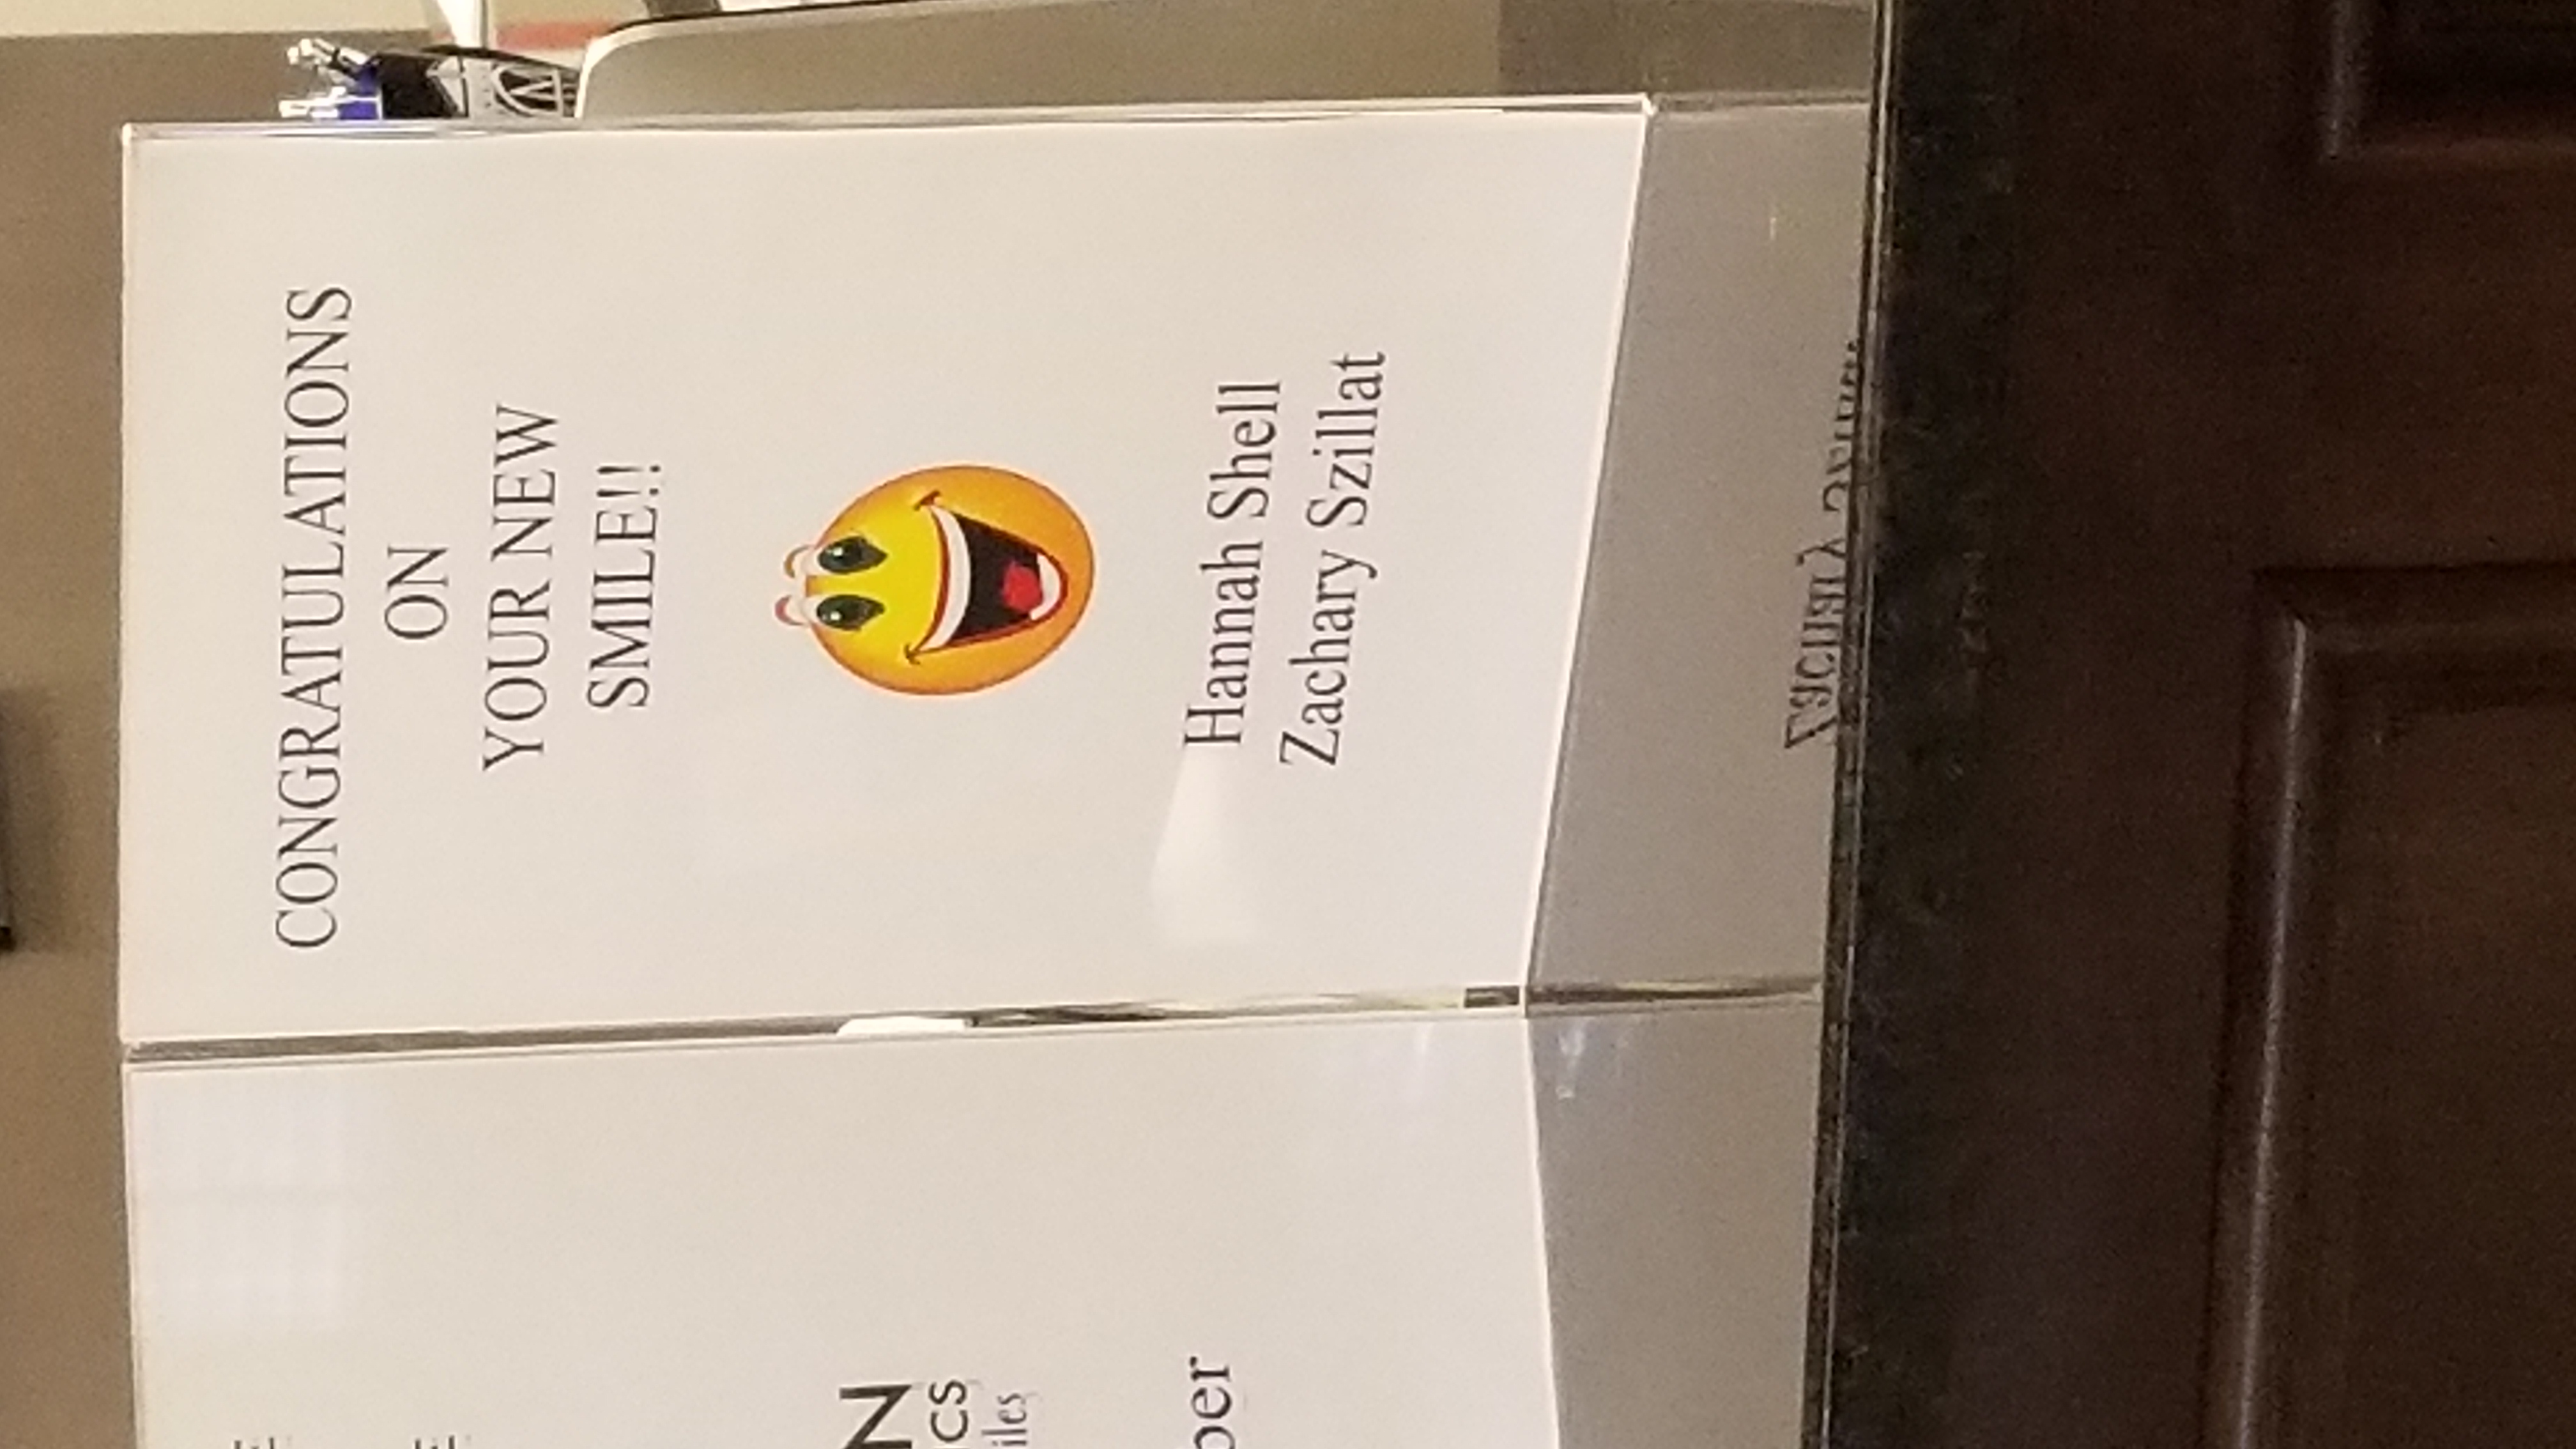 CONGRATULATIONS
ON
YOUR NEW
SMILE!!
Hannah Shell
Zachary Szillat